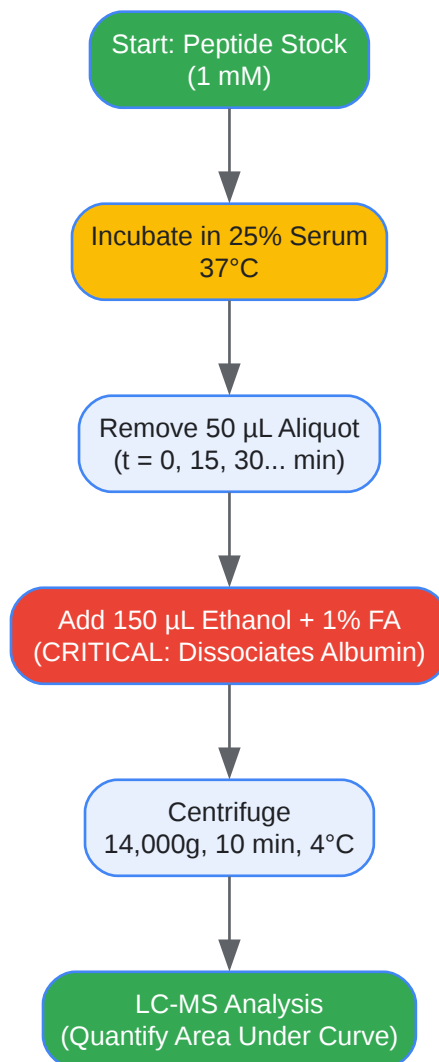 Start: Peptide Stock
(1 mM)
Incubate in 25% Serum
37°C
Remove 50 µL Aliquot
(t = 0, 15, 30... min)
Add 150 µL Ethanol + 1% FA
(CRITICAL: Dissociates Albumin)
Centrifuge
14,000g, 10 min, 4°C
LC-MS Analysis
(Quantify Area Under Curve)